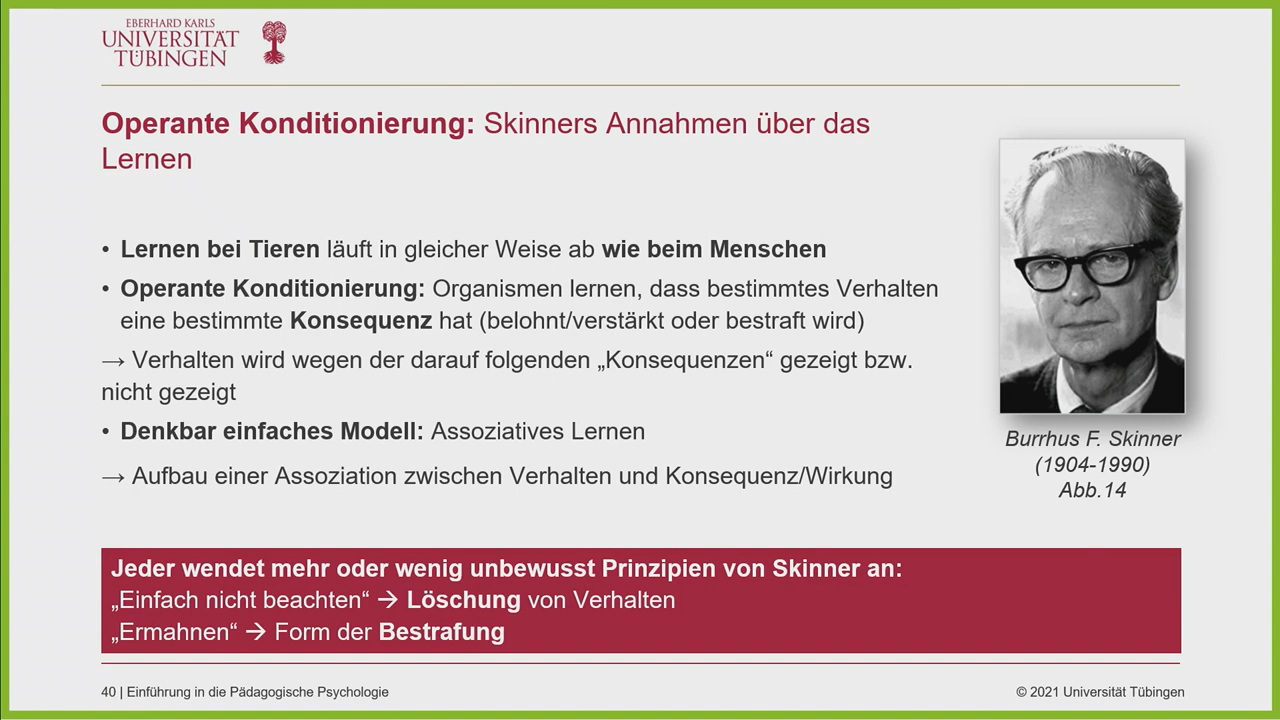 EBERHARD KARLS
UNIVERSITÄT
TÜBINGEN
Operante Konditionierung: Skinners Annahmen über das
Lernen
• Lernen bei Tieren läuft in gleicher Weise ab wie beim Menschen
• Operante Konditionierung: Organismen lernen, dass bestimmtes Verhalten
eine bestimmte Konsequenz hat (belohnt/verstärkt oder bestraft wird)
→ Verhalten wird wegen der darauf folgenden „Konsequenzen“ gezeigt bzw.
nicht gezeigt
• Denkbar einfaches Modell: Assoziatives Lernen
→ Aufbau einer Assoziation zwischen Verhalten und Konsequenz/Wirkung
Burrhus F. Skinner
(1904-1990)
Abb.14
Jeder wendet mehr oder wenig unbewusst Prinzipien von Skinner an:
„Einfach nicht beachten“ → Löschung von Verhalten
„Ermahnen“ → Form der Bestrafung
40 | Einführung in die Pädagogische Psychologie
© 2021 Universität Tübingen